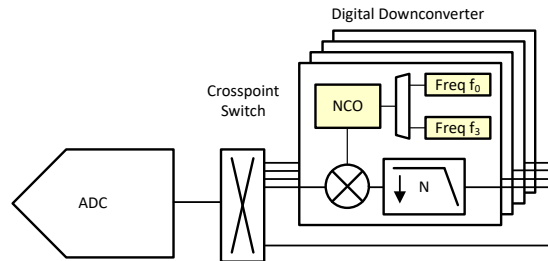 Digital Downconverter
Freq f₀
Crosspoint
Switch
NCO
Freq f₃
ADC
N